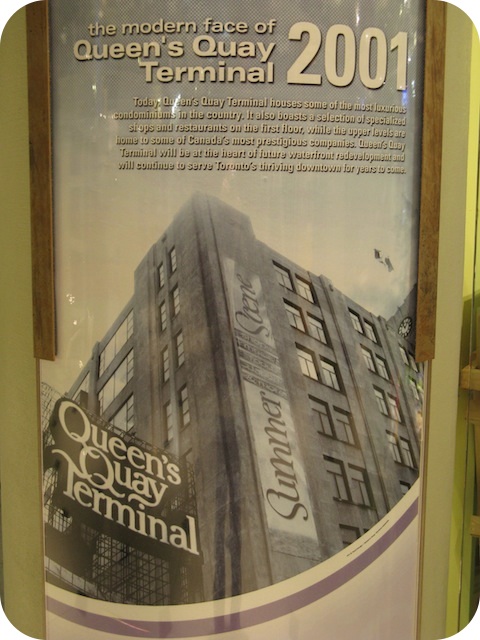 the modern face of
Queen's Quay
Terminal
2001
Today, Queen's Quay Terminal houses some of the most luxurious
condominiums in the country. It also boasts a selection of specialized
shops and restaurants on the first floor, while the upper levels are
home to some of Canada's most prestigious companies. Queen's Quay
Terminal will be at the heart of future waterfront redevelopment and
will continue to serve Toronto's thriving downtown for years to come.
Summer
Scene
Queen's
Quay
Terminal